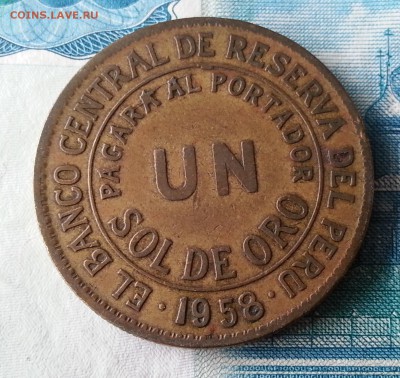 COINS.LAVE.RU
EL BANCO CENTRAL DE RESERVA DEL PERU
PAGARA AL PORTADOR
UN
SOL DE ORO
· 1958 ·